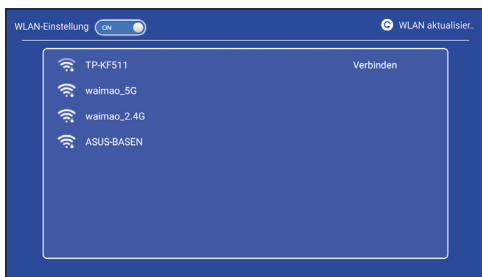 WLAN-Einstellung ON WLAN aktualisier..
TP-KF511 Verbinden
waimao_5G
waimao_2.4G
ASUS-BASEN